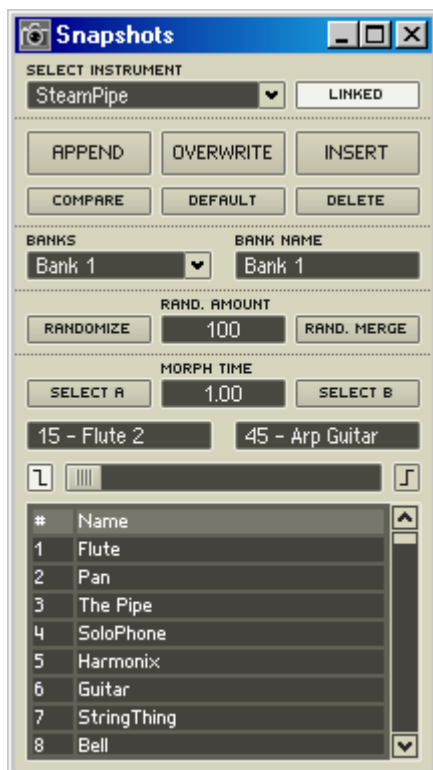 Snapshots
SELECT INSTRUMENT
SteamPipe LINKED
APPEND OVERWRITE INSERT
COMPARE DEFAULT DELETE
BANKS BANK NAME
Bank 1 Bank 1
RAND. AMOUNT
RANDOMIZE 100 RAND. MERGE
MORPH TIME
SELECT A 1.00 SELECT B
15 - Flute 2 45 - Arp Guitar
# Name
1 Flute
2 Pan
3 The Pipe
4 SoloPhone
5 Harmonix
6 Guitar
7 StringThing
8 Bell